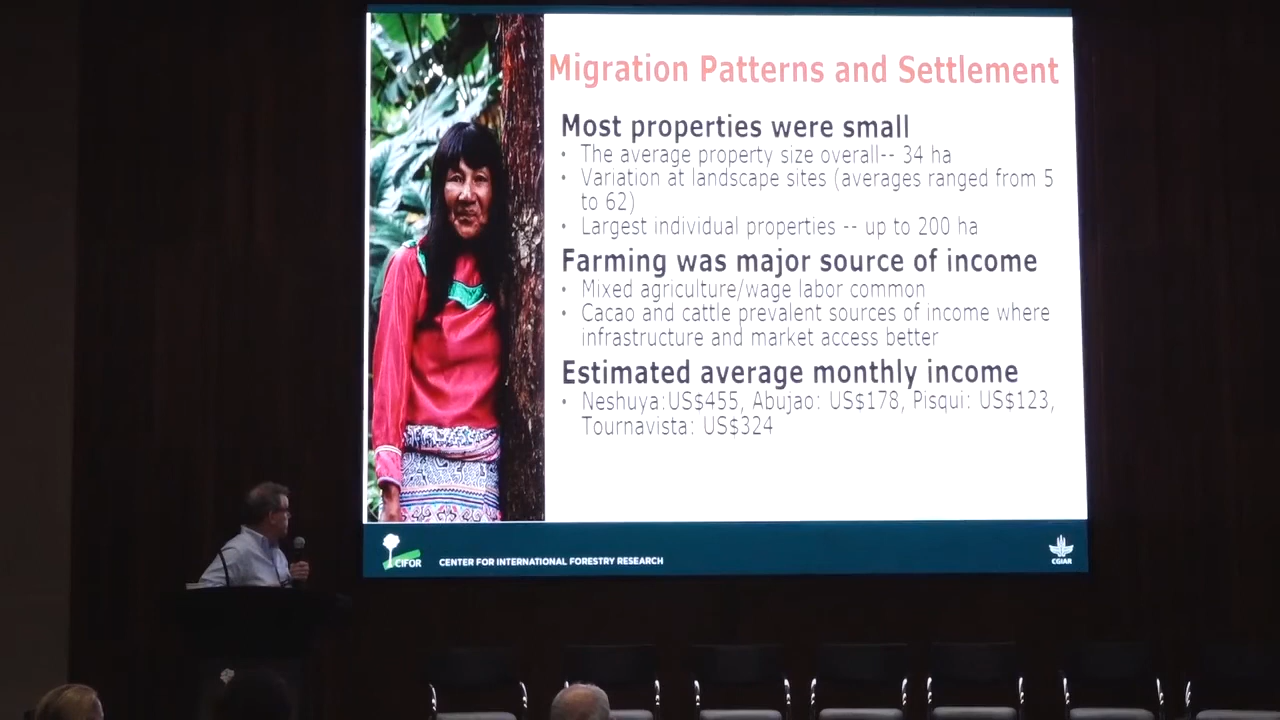 Migration Patterns and Settlement
Most properties were small
• The average property size overall-- 34 ha
• Variation at landscape sites (averages ranged from 5
to 62)
• Largest individual properties -- up to 200 ha
Farming was major source of income
• Mixed agriculture/wage labor common
• Cacao and cattle prevalent sources of income where
infrastructure and market access better
Estimated average monthly income
• Neshuya:US$455, Abujao: US$178, Pisqui: US$123,
Tournavista: US$324
CIFOR
CENTER FOR INTERNATIONAL FORESTRY RESEARCH
CGIAR